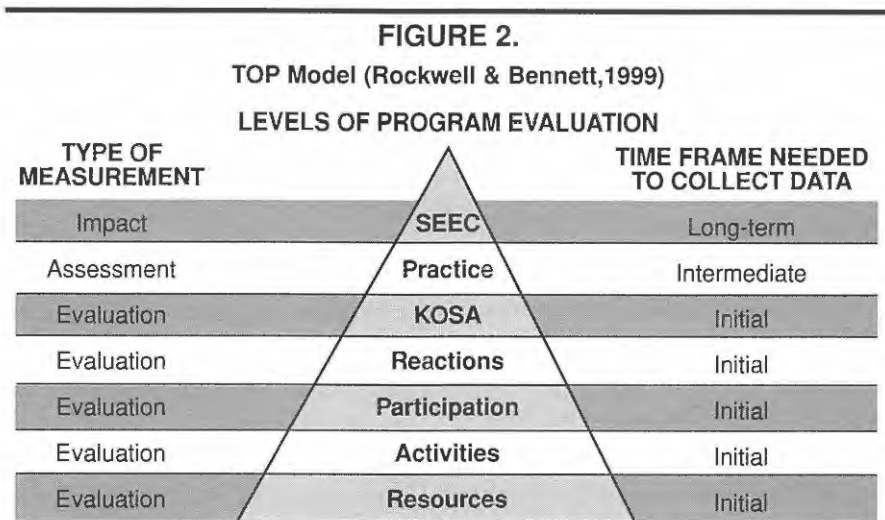 FIGURE 2.
TOP Model (Rockwell & Bennett,1999)
LEVELS OF PROGRAM EVALUATION
TYPE OF
MEASUREMENT
TIME FRAME NEEDED
TO COLLECT DATA
Impact SEEC Long-term
Assessment Practice Intermediate
Evaluation KOSA Initial
Evaluation Reactions Initial
Evaluation Participation Initial
Evaluation Activities Initial
Evaluation Resources Initial